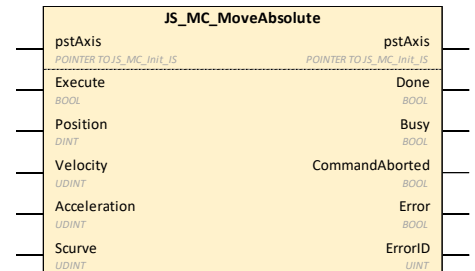 JS_MC_MoveAbsolute
pstAxis pstAxis
POINTER TO JS_MC_Init_IS POINTER TO JS_MC_Init_IS
Execute Done
BOOL BOOL
Position Busy
DINT BOOL
Velocity CommandAborted
UDINT BOOL
Acceleration Error
UDINT BOOL
Scurve ErrorID
UDINT UINT